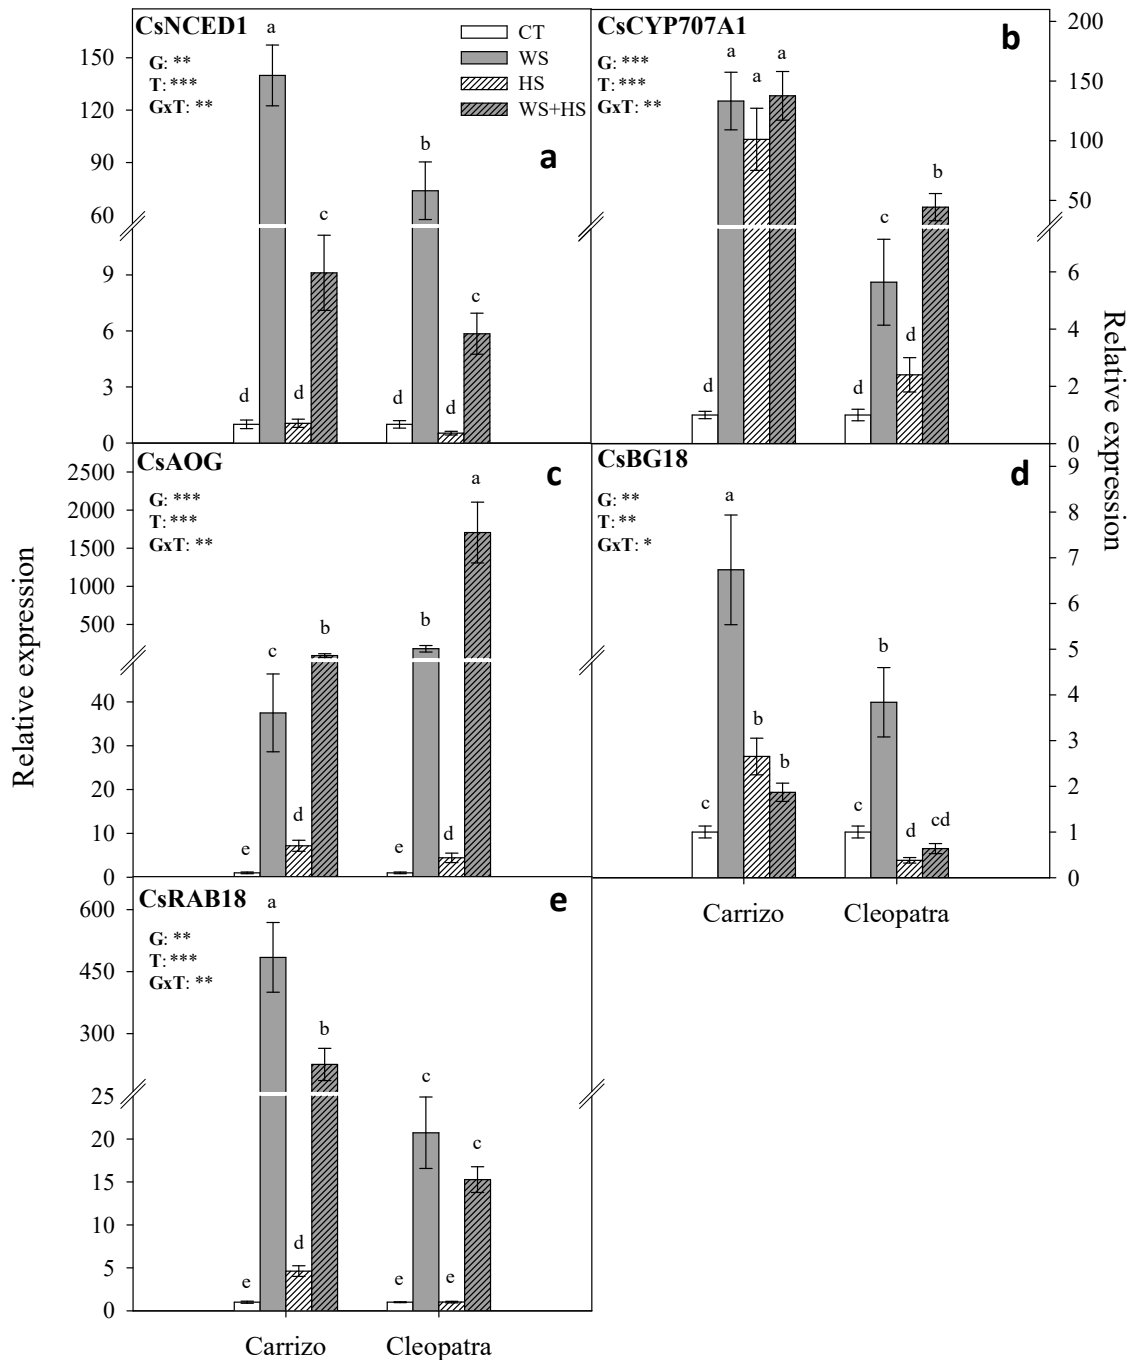 CsNCED1
G: **
T: ***
GxT: **
CT
WS
HS
WS+HS
a
150
120
90
60
9
6
3
0
a
b
c
c
d
d
d
d
CsCYP707A1
G: ***
T: ***
GxT: **
b
200
150
100
50
6
4
2
0
a
a
a
b
c
d
d
d
Relative expression
CsAOG
G: ***
T: ***
GxT: **
c
2500
2000
1500
1000
500
40
30
20
10
0
a
b
b
c
d
d
e
e
Relative expression
CsBG18
G: **
T: **
GxT: *
d
9
8
7
6
5
4
3
2
1
0
a
b
b
b
c
c
d
cd
Carrizo
Cleopatra
CsRAB18
G: **
T: ***
GxT: **
e
600
450
300
25
20
15
10
5
0
a
b
c
c
d
e
e
e
Carrizo
Cleopatra